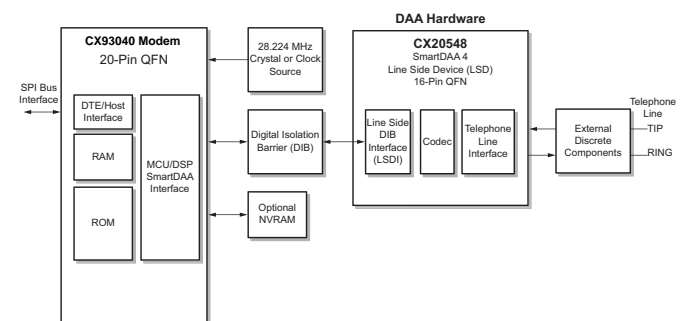 DAA Hardware
CX93040 Modem
20-Pin QFN
28.224 MHz
Crystal or Clock
Source
CX20548
SmartDAA 4
Line Side Device (LSD)
16-Pin QFN
SPI Bus
Interface
DTE/Host
Interface
RAM
ROM
MCU/DSP
SmartDAA
Interface
Digital Isolation
Barrier (DIB)
Optional
NVRAM
Line Side
DIB
Interface
(LSDI)
Codec
Telephone
Line
Interface
External
Discrete
Components
Telephone
Line
TIP
RING